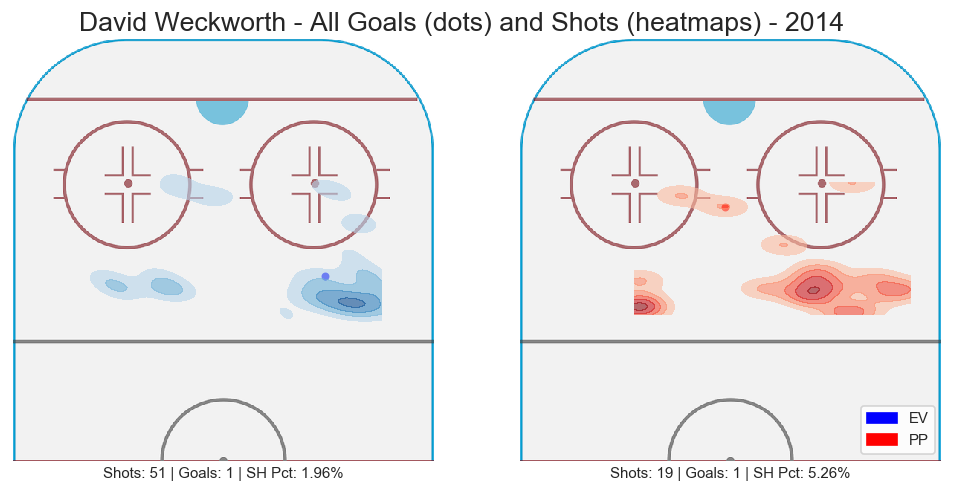 David Weckworth - All Goals (dots) and Shots (heatmaps) - 2014
EV
PP
Shots: 51 | Goals: 1 | SH Pct: 1.96%
Shots: 19 | Goals: 1 | SH Pct: 5.26%